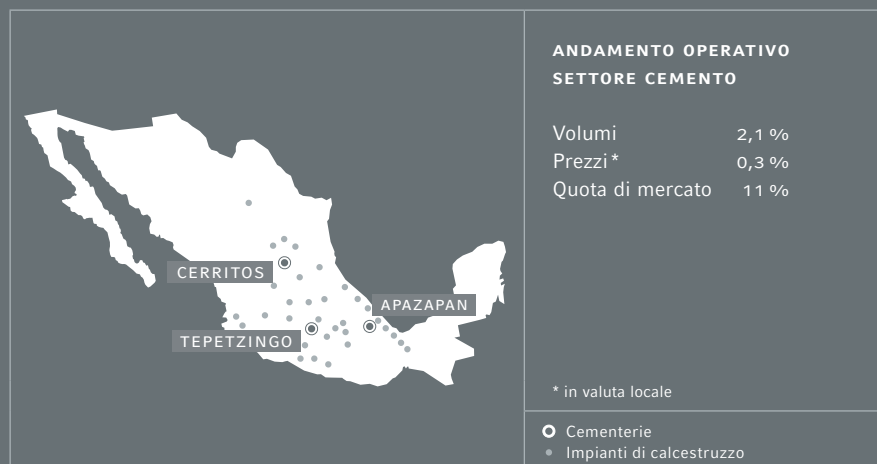 CERRITOS
APAZAPAN
TEPETZINGO
ANDAMENTO OPERATIVO
SETTORE CEMENTO
Volumi 2,1 %
Prezzi * 0,3 %
Quota di mercato 11 %
* in valuta locale
Cementerie
Impianti di calcestruzzo